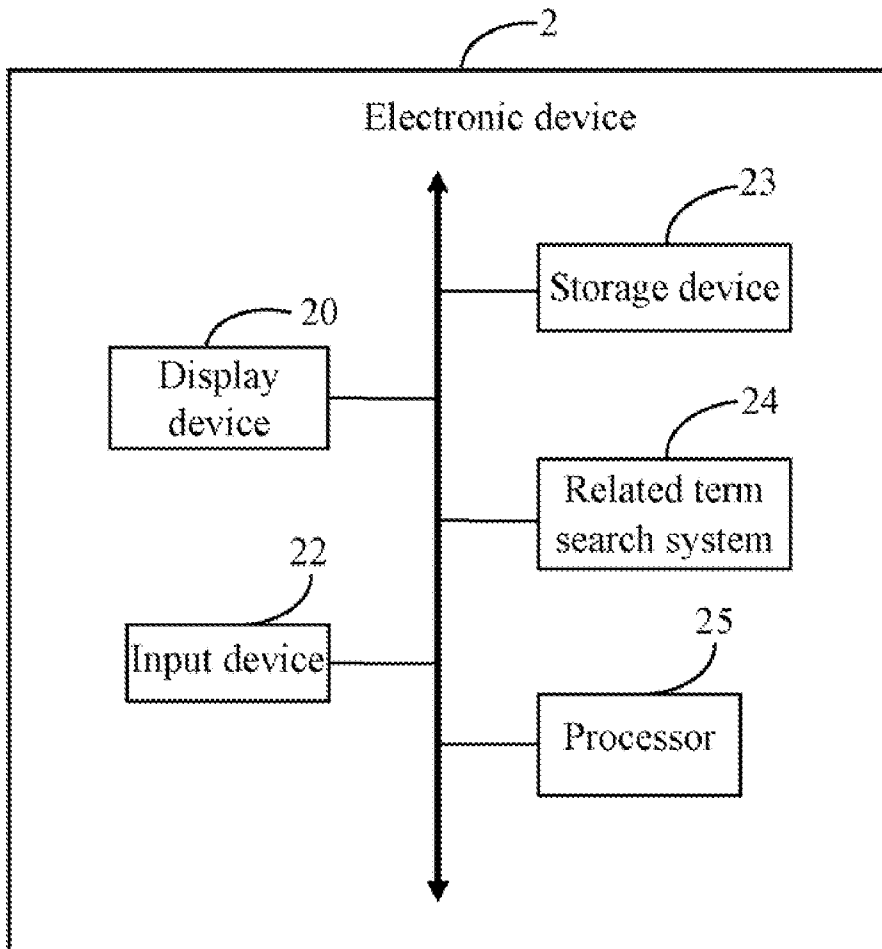 2
Electronic device
23
Storage device
20
Display
device
24
Related term
search system
22
Input device
25
Processor